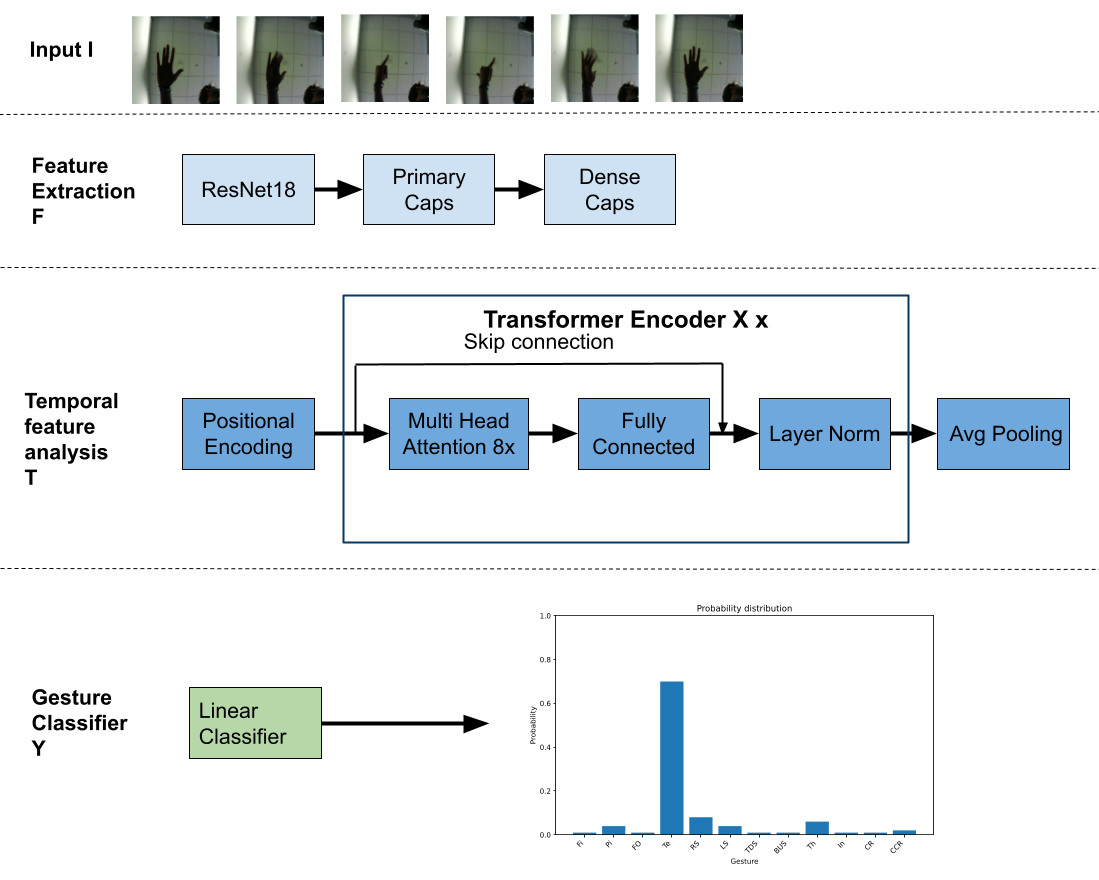 Input I
Feature
Extraction
F
ResNet18
Primary
Caps
Dense
Caps
Transformer Encoder X x
Skip connection
Temporal
feature
analysis
T
Positional
Encoding
Multi Head
Attention 8x
Fully
Connected
Layer Norm
Avg Pooling
Gesture
Classifier
Y
Linear
Classifier
Probability distribution
Probability
1.0
0.8
0.6
0.4
0.2
0.0
Fi
Pi
FO
Te
RS
LS
TDS
BUS
Th
In
CR
CCR
Gesture